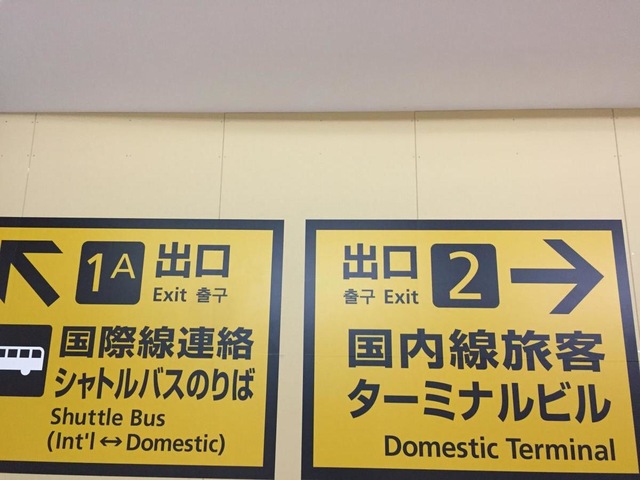 1A 出口
Exit 출구
国際線連絡
シャトルバスのりば
Shuttle Bus
(Int'l ↔ Domestic)
出口 2
출구 Exit
国内線旅客
ターミナルビル
Domestic Terminal